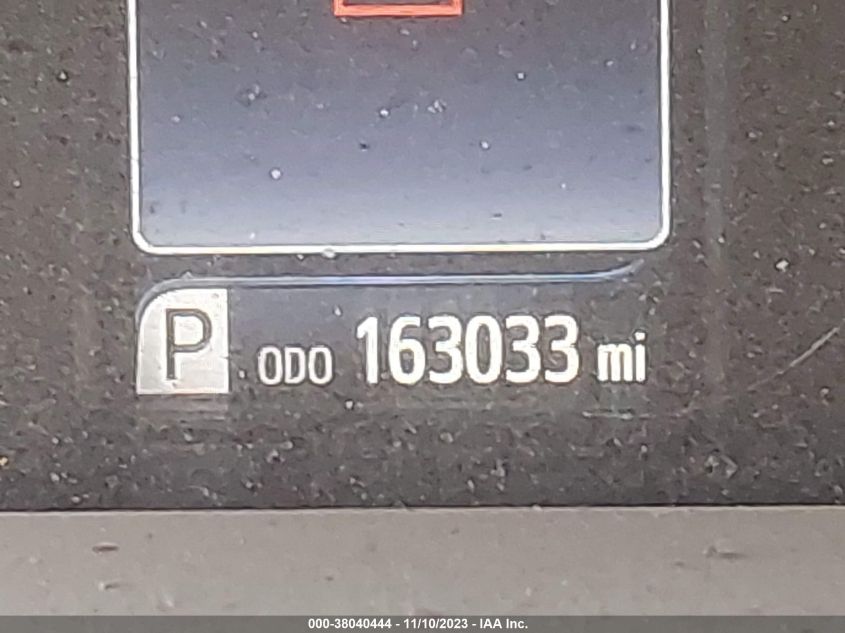 P ODO 163033 mi
000-38040444 - 11/10/2023 - IAA Inc.